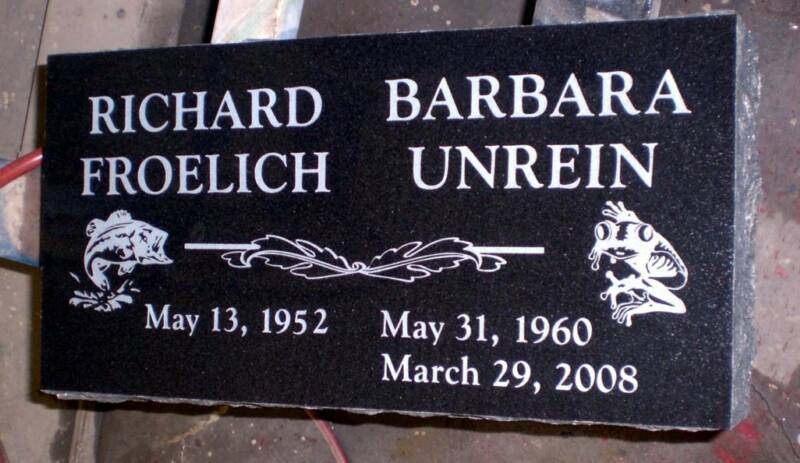 RICHARD
FROELICH
May 13, 1952
BARBARA
UNREIN
May 31, 1960
March 29, 2008